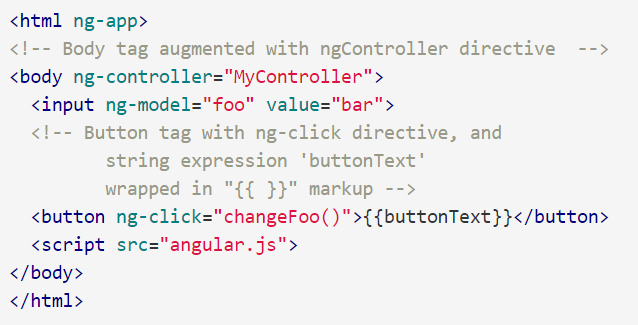 <html ng-app>
<!-- Body tag augmented with ngController directive  -->
<body ng-controller="MyController">
  <input ng-model="foo" value="bar">
  <!-- Button tag with ng-click directive, and
          string expression 'buttonText'
          wrapped in "{{ }}" markup -->
  <button ng-click="changeFoo()">{{buttonText}}</button>
  <script src="angular.js">
</body>
</html>